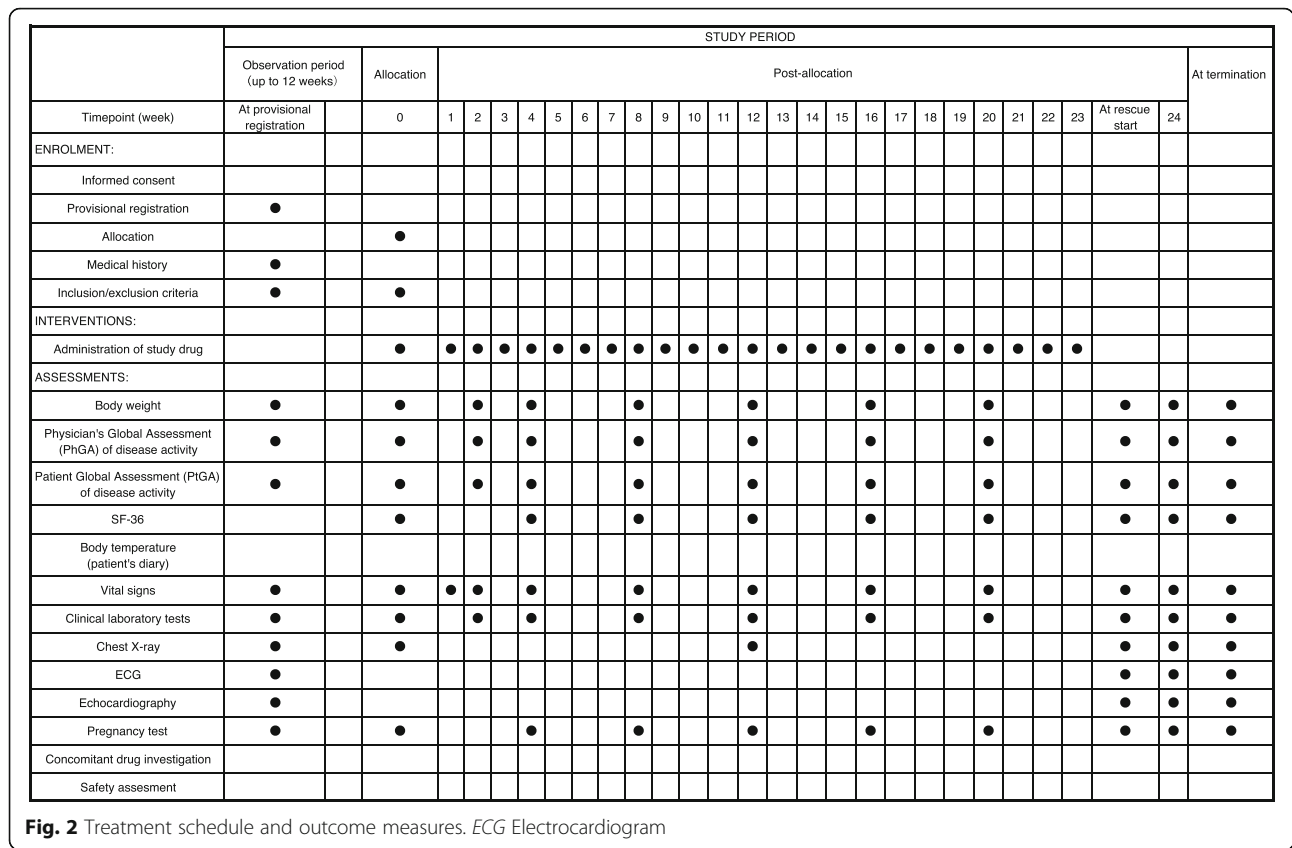 STUDY PERIOD
Observation period
(up to 12 weeks)
Allocation
Post-allocation
At termination
Timepoint (week)
At provisional
registration
0 1 2 3 4 5 6 7 8 9 10 11 12 13 14 15 16 17 18 19 20 21 22 23
At rescue
start
24
ENROLMENT:
Informed consent
Provisional registration ●
Allocation ●
Medical history ●
Inclusion/exclusion criteria ● ●
INTERVENTIONS:
Administration of study drug ● ● ● ● ● ● ● ● ● ● ● ● ● ● ● ● ● ● ● ● ● ● ● ●
ASSESSMENTS:
Body weight ● ● ● ● ● ● ● ● ● ● ●
Physician's Global Assessment
(PhGA) of disease activity ● ● ● ● ● ● ● ● ● ● ●
Patient Global Assessment (PtGA)
of disease activity ● ● ● ● ● ● ● ● ● ● ●
SF-36 ● ● ● ● ● ● ● ● ●
Body temperature
(patient's diary)
Vital signs ● ● ● ● ● ● ● ● ● ● ● ●
Clinical laboratory tests ● ● ● ● ● ● ● ● ● ● ●
Chest X-ray ● ● ● ● ● ●
ECG ● ● ● ●
Echocardiography ● ● ● ●
Pregnancy test ● ● ● ● ● ● ● ● ● ●
Concomitant drug investigation
Safety assesment
Fig. 2 Treatment schedule and outcome measures. ECG Electrocardiogram